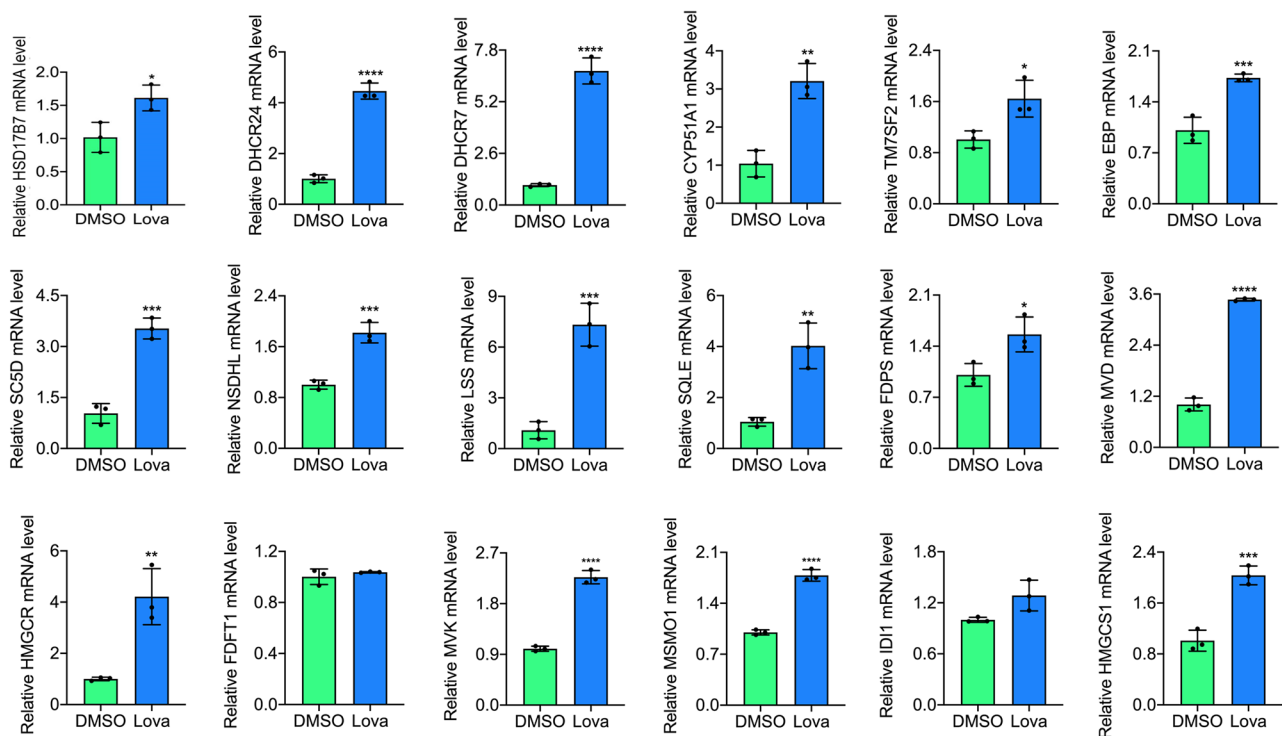 Relative HSD17B7 mRNA level
2.0
1.5
1.0
0.5
0.0
*
DMSO Lova
Relative DHCR24 mRNA level
6
4
2
0
****
DMSO Lova
Relative DHCR7 mRNA level
7.8
5.2
2.6
0.0
****
DMSO Lova
Relative CYP51A1 mRNA level
4
3
2
1
0
**
DMSO Lova
Relative TM7SF2 mRNA level
2.4
1.6
0.8
0.0
*
DMSO Lova
Relative EBP mRNA level
2.1
1.4
0.7
0.0
***
DMSO Lova
Relative SC5D mRNA level
4.5
3.0
1.5
0.0
***
DMSO Lova
Relative NSDHL mRNA level
2.4
1.6
0.8
0.0
***
DMSO Lova
Relative LSS mRNA level
9
6
3
0
***
DMSO Lova
Relative SQLE mRNA level
6
4
2
0
**
DMSO Lova
Relative FDPS mRNA level
2.1
1.4
0.7
0.0
*
DMSO Lova
Relative MVD mRNA level
3.6
2.4
1.2
0.0
****
DMSO Lova
Relative HMGCR mRNA level
6
4
2
0
**
DMSO Lova
Relative FDFT1 mRNA level
1.2
0.8
0.4
0.0
DMSO Lova
Relative MVK mRNA level
2.7
1.8
0.9
0.0
****
DMSO Lova
Relative MSMO1 mRNA level
2.1
1.4
0.7
0.0
****
DMSO Lova
Relative IDI1 mRNA level
1.8
1.2
0.6
0.0
DMSO Lova
Relative HMGCS1 mRNA level
2.4
1.6
0.8
0.0
***
DMSO Lova